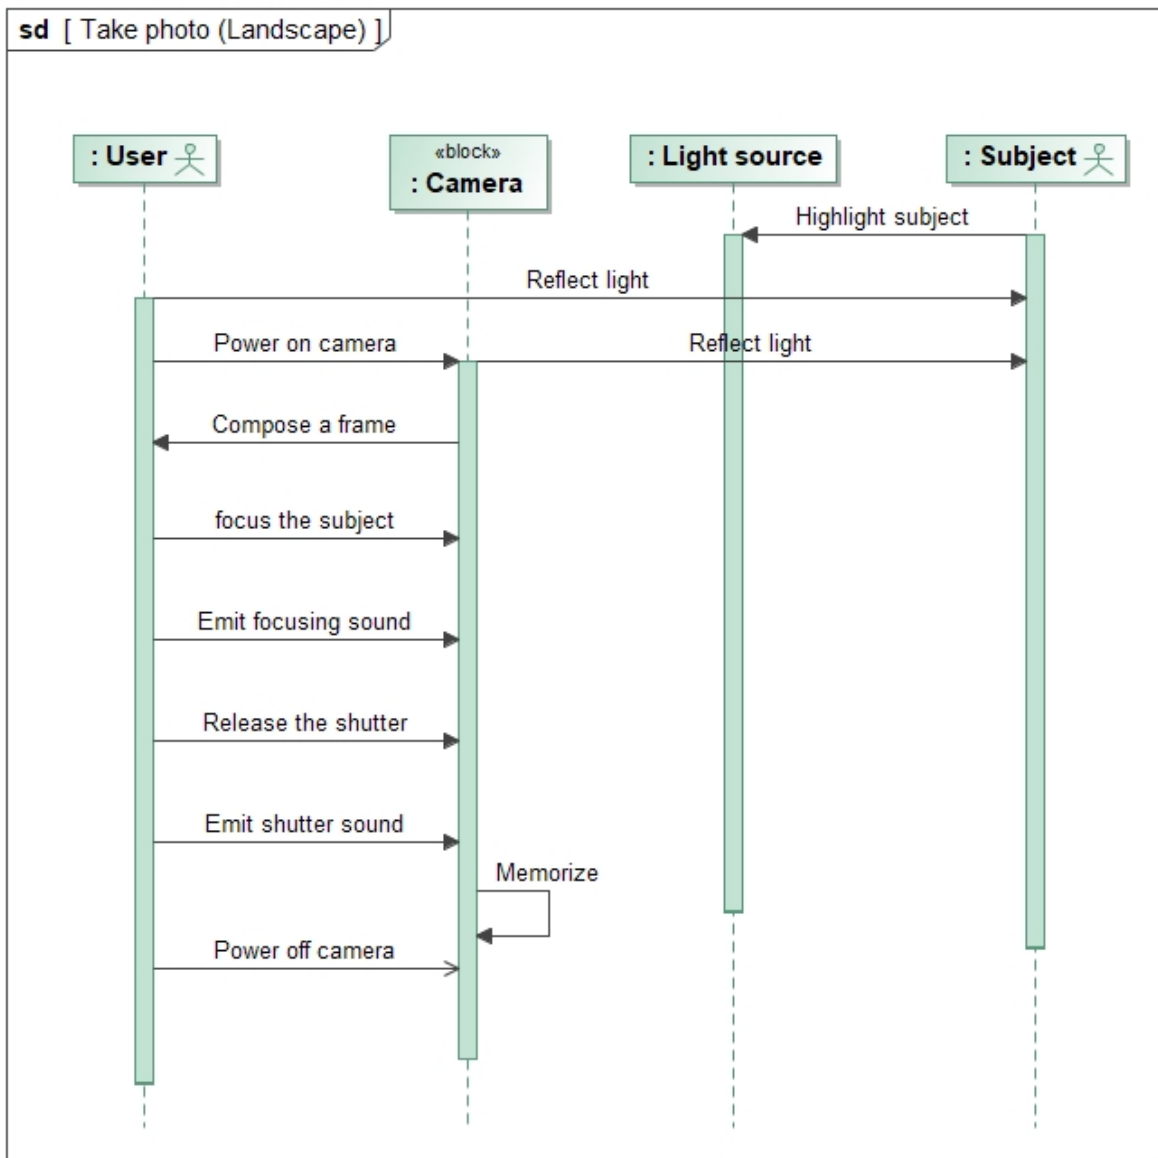 sd [ Take photo (Landscape) ]
: User
«block»
: Camera
: Light source
: Subject
Highlight subject
Reflect light
Power on camera
Reflect light
Compose a frame
focus the subject
Emit focusing sound
Release the shutter
Emit shutter sound
Memorize
Power off camera